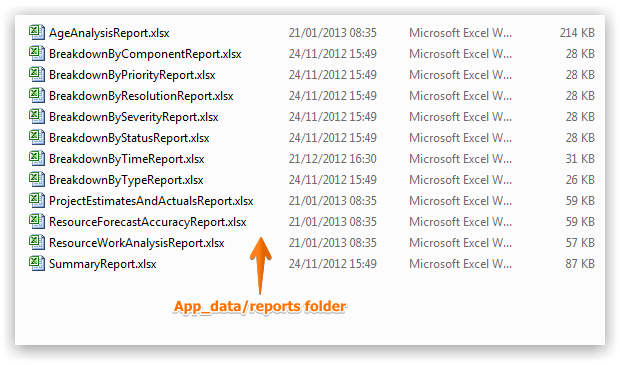 AgeAnalysisReport.xlsx 21/01/2013 08:35 Microsoft Excel W... 214 KB
BreakdownByComponentReport.xlsx 24/11/2012 15:49 Microsoft Excel W... 28 KB
BreakdownByPriorityReport.xlsx 24/11/2012 15:49 Microsoft Excel W... 28 KB
BreakdownByResolutionReport.xlsx 24/11/2012 15:49 Microsoft Excel W... 28 KB
BreakdownBySeverityReport.xlsx 24/11/2012 15:49 Microsoft Excel W... 28 KB
BreakdownByStatusReport.xlsx 24/11/2012 15:49 Microsoft Excel W... 28 KB
BreakdownByTimeReport.xlsx 21/12/2012 16:30 Microsoft Excel W... 31 KB
BreakdownByTypeReport.xlsx 24/11/2012 15:49 Microsoft Excel W... 26 KB
ProjectEstimatesAndActualsReport.xlsx 21/01/2013 08:35 Microsoft Excel W... 59 KB
ResourceForecastAccuracyReport.xlsx 21/01/2013 08:35 Microsoft Excel W... 59 KB
ResourceWorkAnalysisReport.xlsx 21/01/2013 08:35 Microsoft Excel W... 57 KB
SummaryReport.xlsx 24/11/2012 15:49 Microsoft Excel W... 87 KB
App_data/reports folder